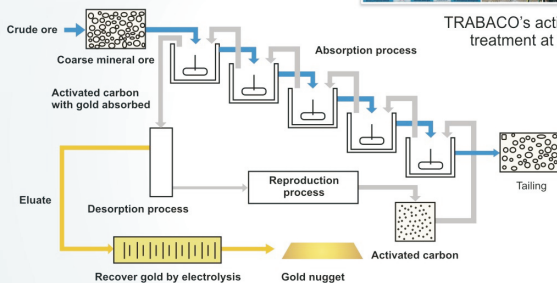 TRABACO's acti
treatment at
Crude ore
Coarse mineral ore
Absorption process
Activated carbon
with gold absorbed
Tailing
Eluate
Desorption process
Reproduction
process
Activated carbon
Recover gold by electrolysis
Gold nugget